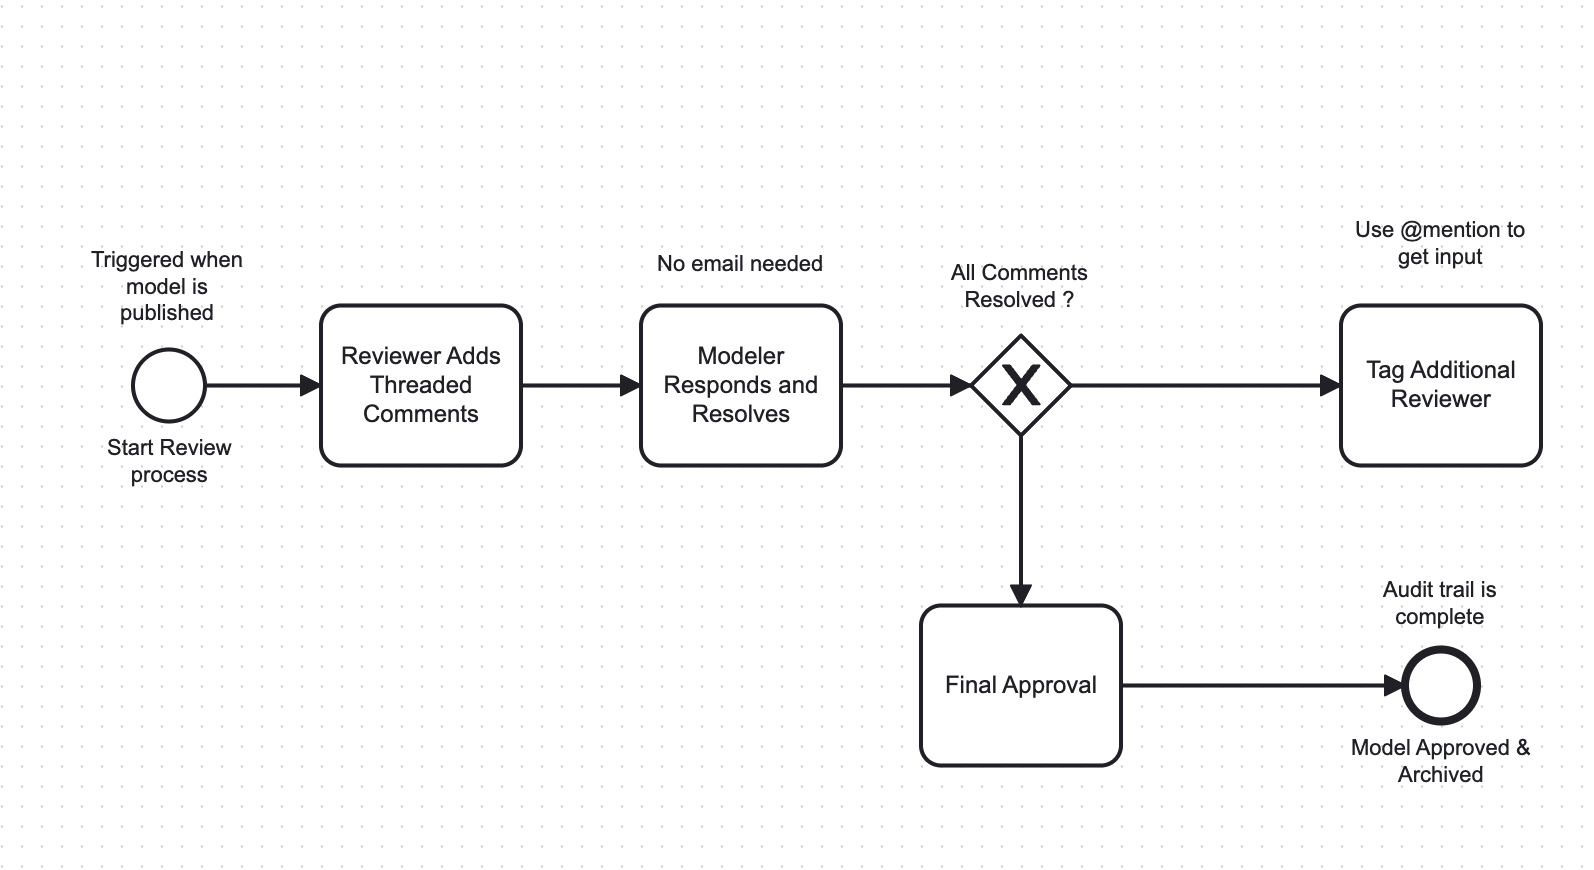 Triggered when
model is
published
Start Review
process
Reviewer Adds
Threaded
Comments
No email needed
Modeler
Responds and
Resolves
All Comments
Resolved ?
X
Use @mention to
get input
Tag Additional
Reviewer
Final Approval
Audit trail is
complete
Model Approved &
Archived